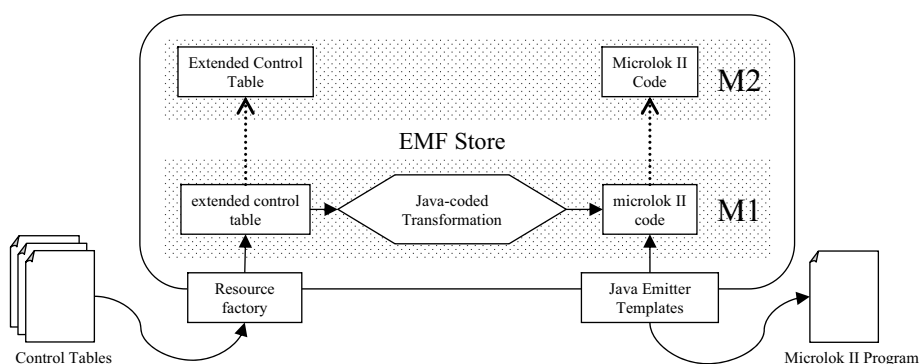 Extended Control
Table
Microlok II
Code
M2
EMF Store
extended control
table
Java-coded
Transformation
microlok II
code
M1
Resource
factory
Java Emitter
Templates
Control Tables
Microlok II Program